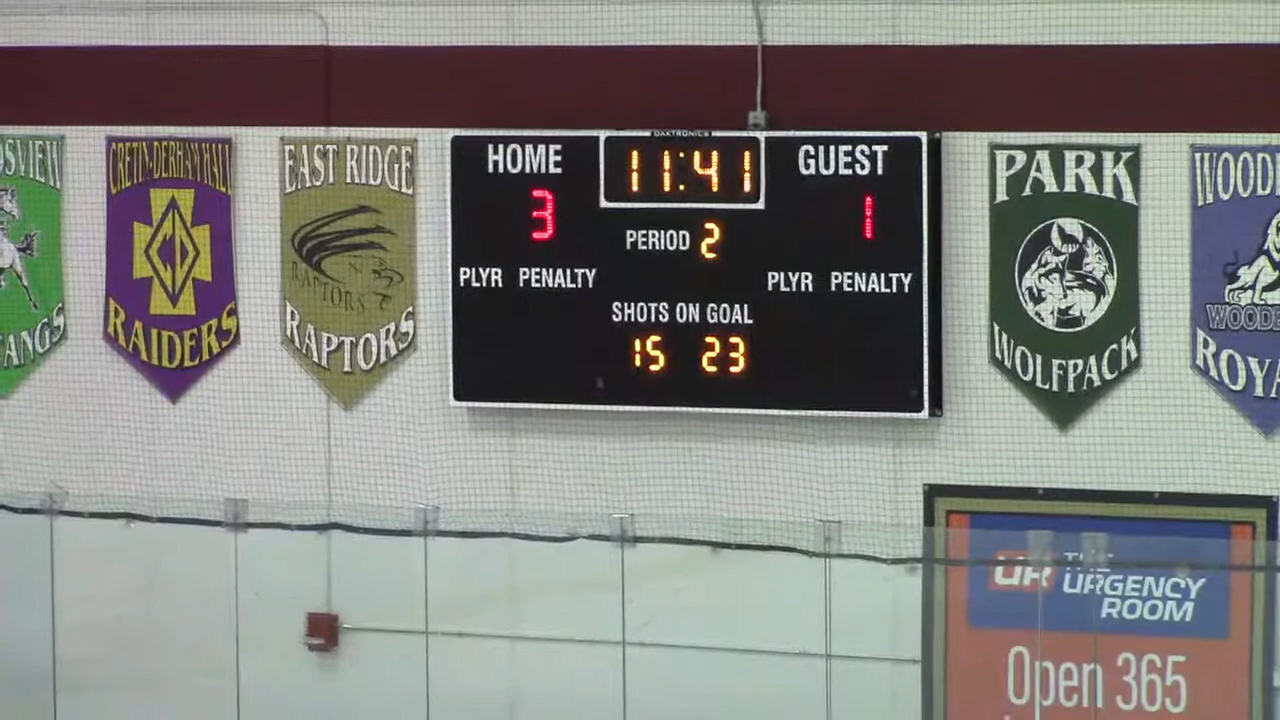 CRETIN-DERHAM HALL
RAIDERS
EAST RIDGE
RAPTORS
RAPTORS
DAKTRONICS
HOME
11:41
GUEST
3
1
PERIOD 2
PLYR PENALTY
PLYR PENALTY
SHOTS ON GOAL
15 23
PARK
WOLFPACK
UR THE
URGENCY
ROOM
Open 365